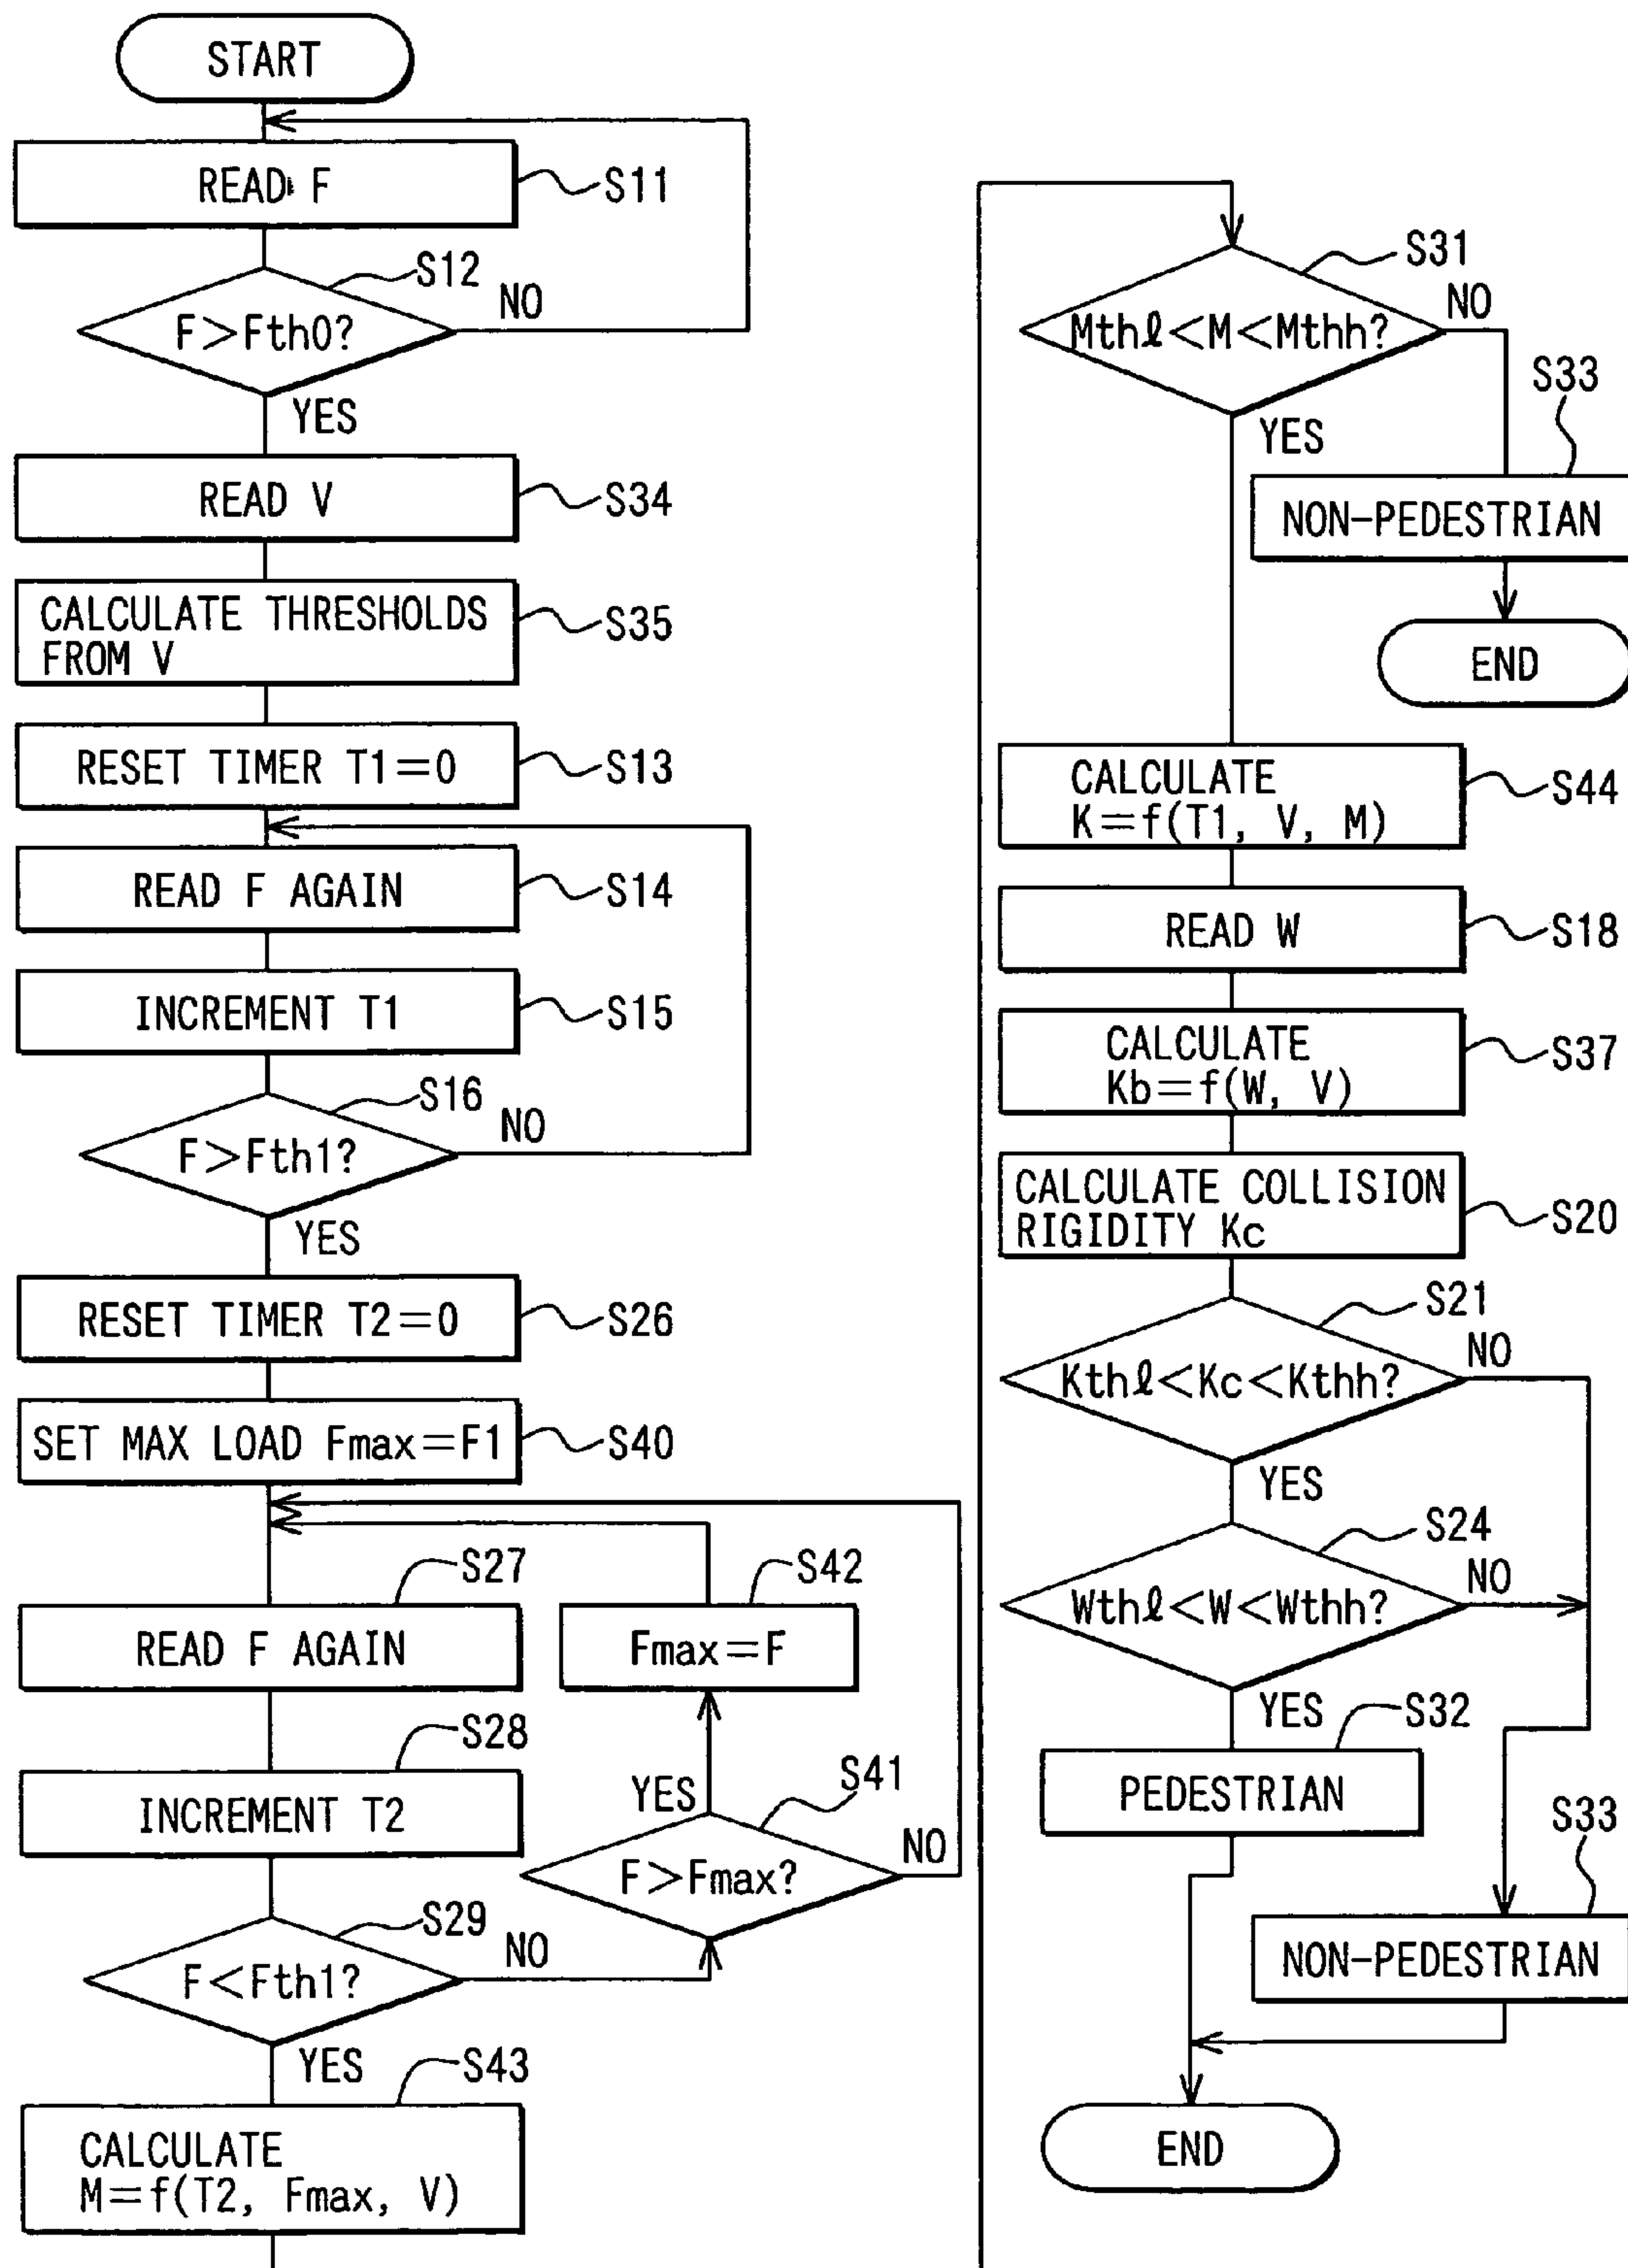 START
READ F
S11
S12
F>Fth0?
NO
YES
READ V
S34
CALCULATE THRESHOLDS
FROM V
S35
RESET TIMER T1=0
S13
READ F AGAIN
S14
INCREMENT T1
S15
S16
F>Fth1?
NO
YES
RESET TIMER T2=0
S26
SET MAX LOAD Fmax=F1
S40
S27
READ F AGAIN
S42
Fmax=F
S28
INCREMENT T2
YES
S41
F>Fmax?
NO
S29
F<Fth1?
NO
YES
S43
CALCULATE
M=f(T2, Fmax, V)
S31
Mthℓ<M<Mthh?
NO
YES
S33
NON-PEDESTRIAN
END
CALCULATE
K=f(T1, V, M)
S44
READ W
S18
CALCULATE
Kb=f(W, V)
S37
CALCULATE COLLISION
RIGIDITY Kc
S20
S21
Kthℓ<Kc<Kthh?
NO
YES
S24
Wthℓ<W<Wthh?
NO
YES
S32
PEDESTRIAN
S33
NON-PEDESTRIAN
END